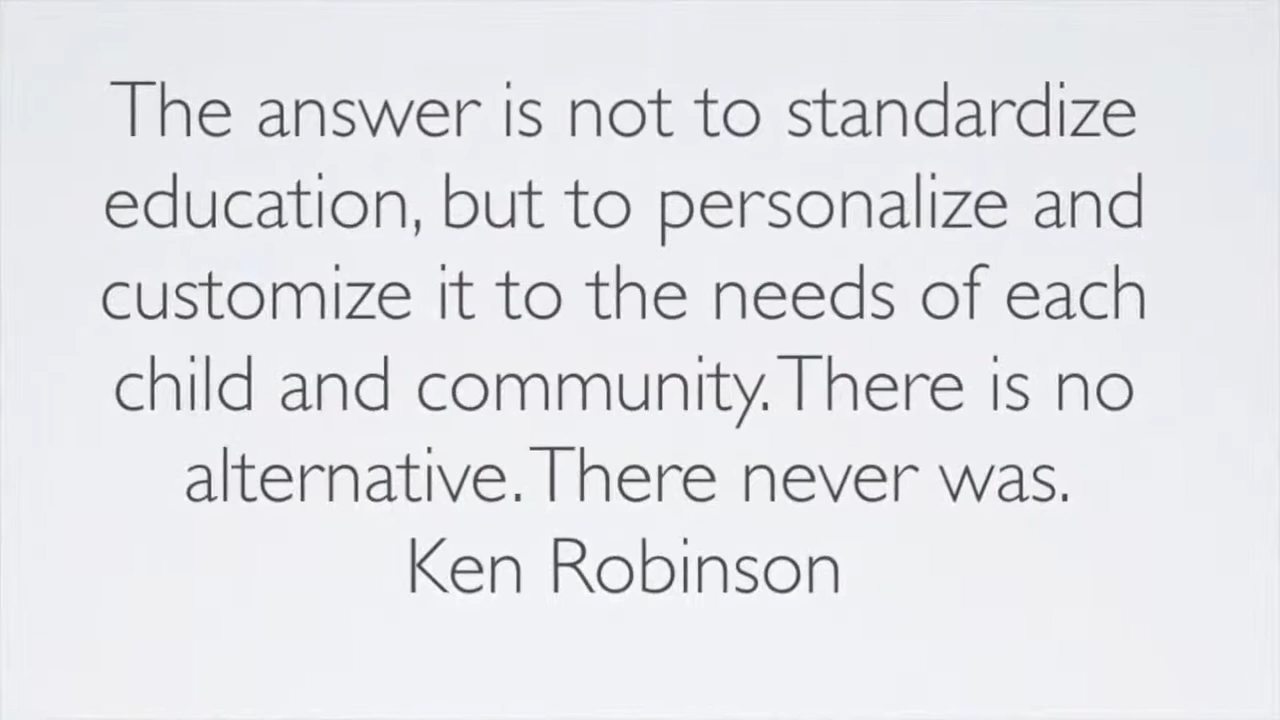 The answer is not to standardize
education, but to personalize and
customize it to the needs of each
child and community. There is no
alternative. There never was.
Ken Robinson